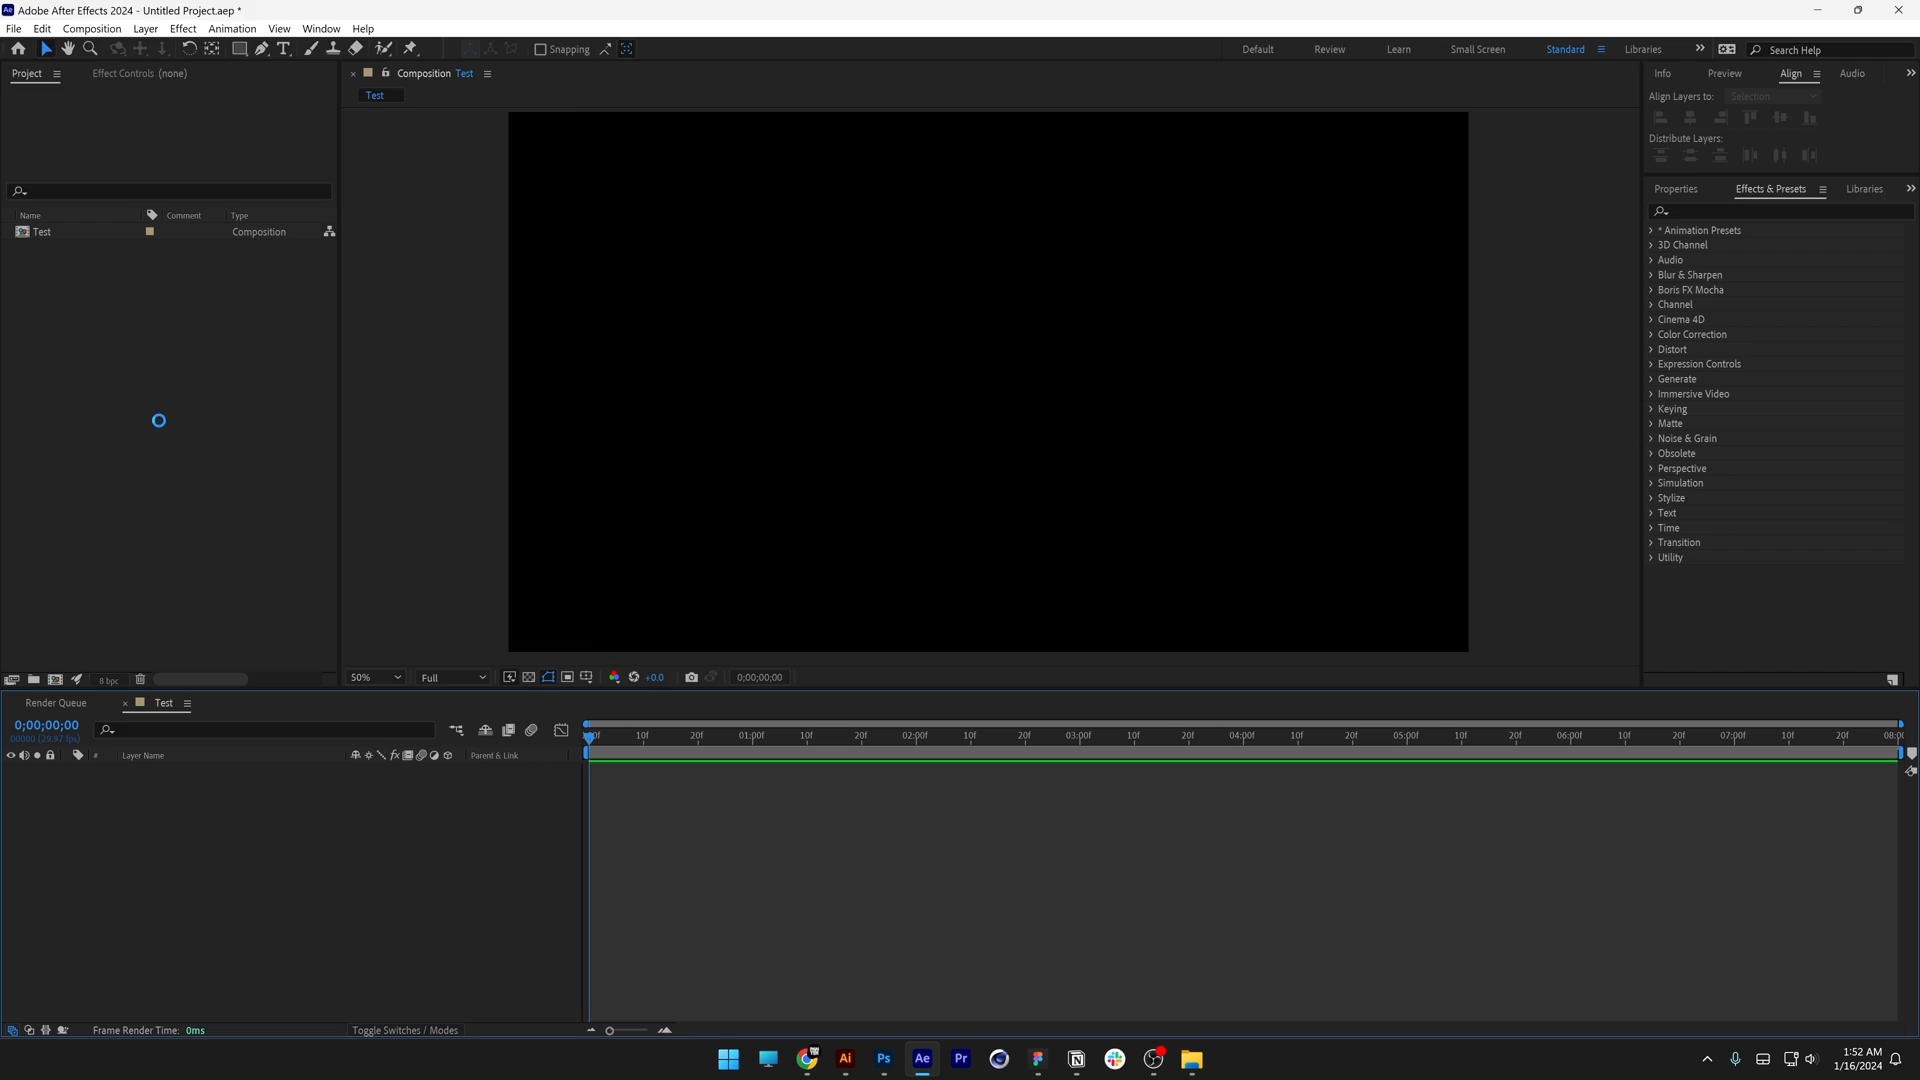 Adobe After Effects 2024 - Untitled Project.aep *
File Edit Composition Layer Effect Animation View Window Help
Snapping
Default Review Learn Small Screen Standard Libraries
Search Help
Project
Effect Controls (none)
Composition Test
Test
Info Preview Align Audio
Align Layers to: Selection
Distribute Layers:
Name Comment Type
Test Composition
Properties Effects & Presets Libraries
* Animation Presets
3D Channel
Audio
Blur & Sharpen
Boris FX Mocha
Channel
Cinema 4D
Color Correction
Distort
Expression Controls
Generate
Immersive Video
Keying
Matte
Noise & Grain
Obsolete
Perspective
Simulation
Stylize
Text
Time
Transition
Utility
8 bpc
50% Full +0.0 0;00;00;00
Render Queue Test
0;00;00;00
00000 (29.97 fps)
10f 20f 01:00f 10f 20f 02:00f 10f 20f 03:00f 10f 20f 04:00f 10f 20f 05:00f 10f 20f 06:00f 10f 20f 07:00f 10f 20f
# Layer Name Parent & Link
Frame Render Time: 0ms Toggle Switches / Modes
Ai Ps Ae Pr
1:52 AM
1/16/2024